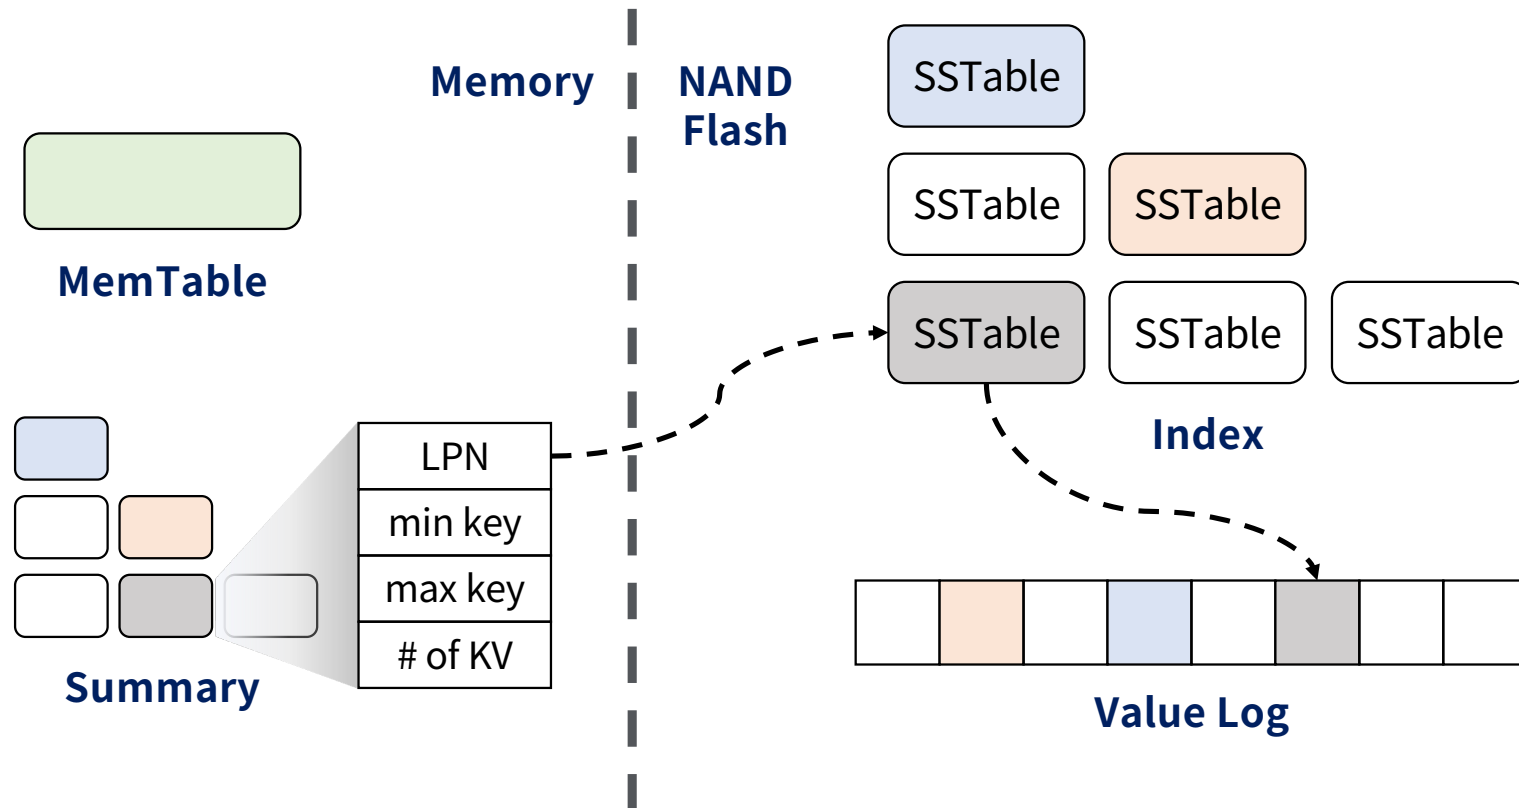 Memory
NAND
Flash
MemTable
Summary
LPN
min key
max key
# of KV
SSTable
SSTable
SSTable
SSTable
SSTable
SSTable
Index
Value Log